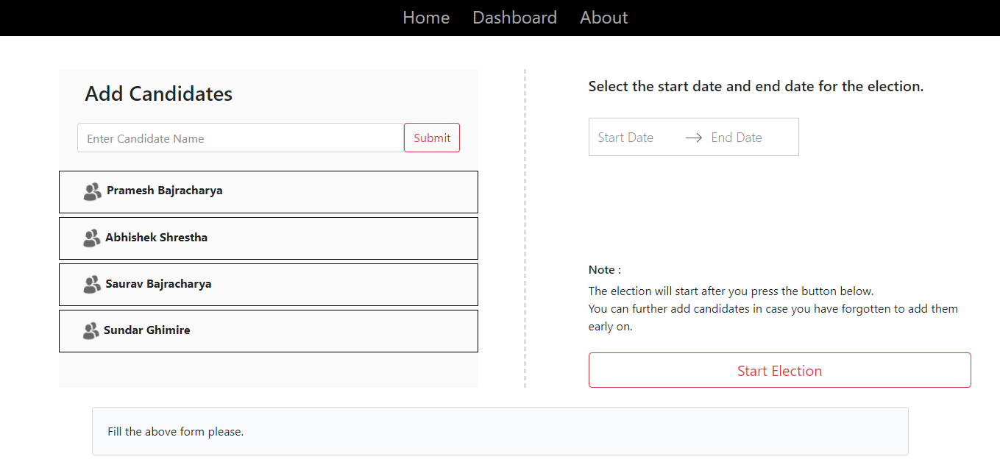 Home Dashboard About
Add Candidates
Enter Candidate Name Submit
Pramesh Bajracharya
Abhishek Shrestha
Saurav Bajracharya
Sundar Ghimire
Select the start date and end date for the election.
Start Date → End Date
Note :
The election will start after you press the button below.
You can further add candidates in case you have forgotten to add them
early on.
Start Election
Fill the above form please.